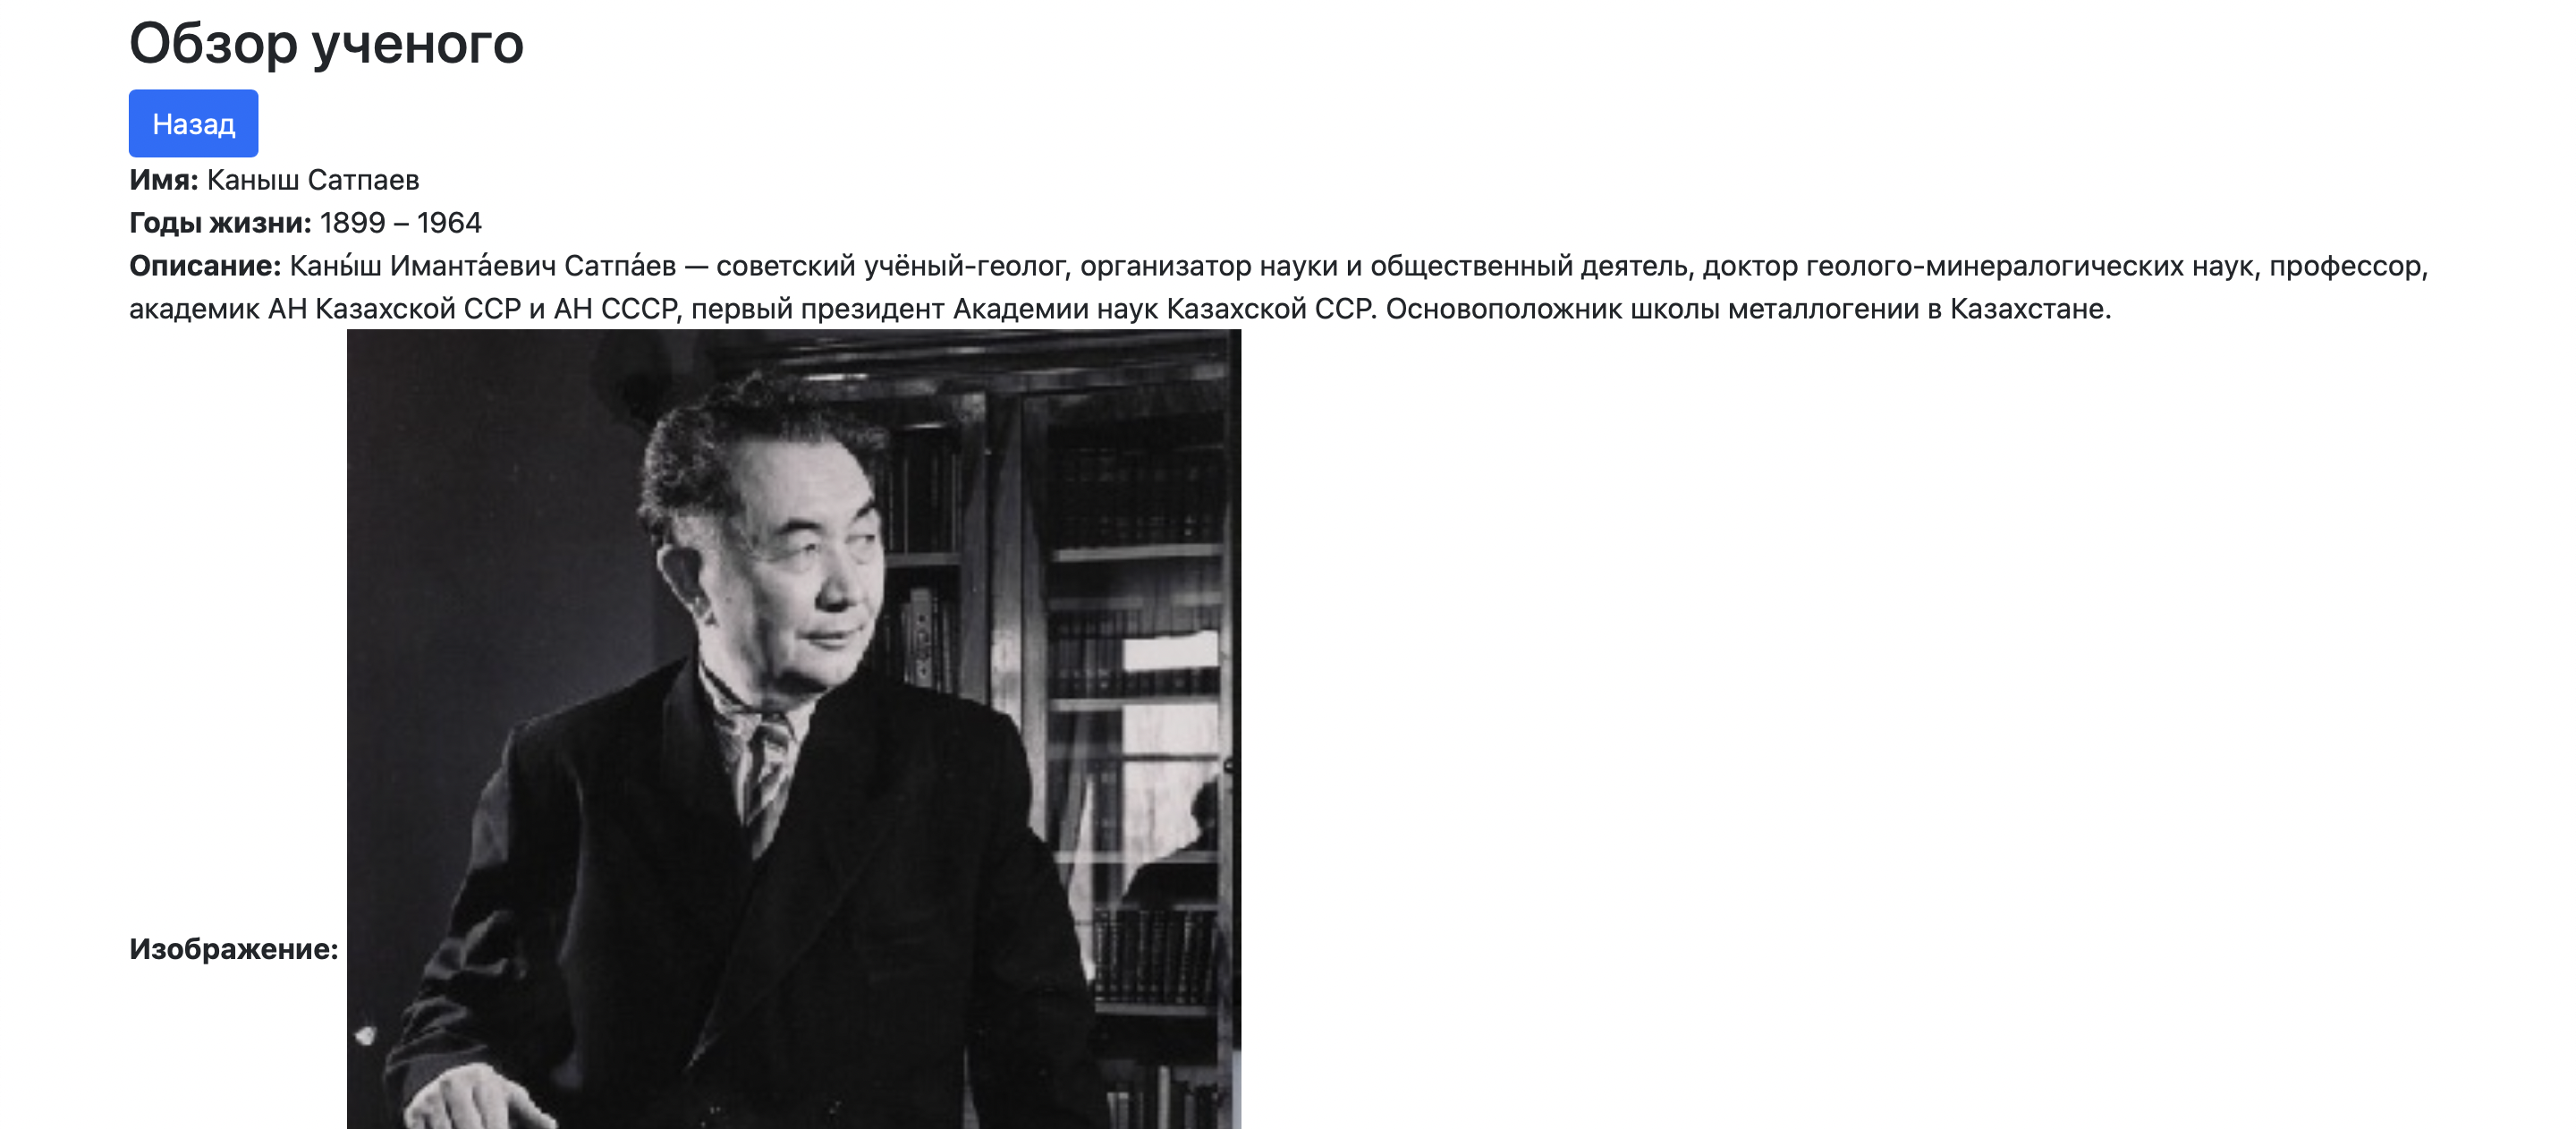 Обзор ученого
Назад
Имя: Каныш Сатпаев
Годы жизни: 1899 – 1964
Описание: Каны́ш Иманта́евич Сатпа́ев — советский учёный-геолог, организатор науки и общественный деятель, доктор геолого-минералогических наук, профессор,
академик АН Казахской ССР и АН СССР, первый президент Академии наук Казахской ССР. Основоположник школы металлогении в Казахстане.
Изображение: